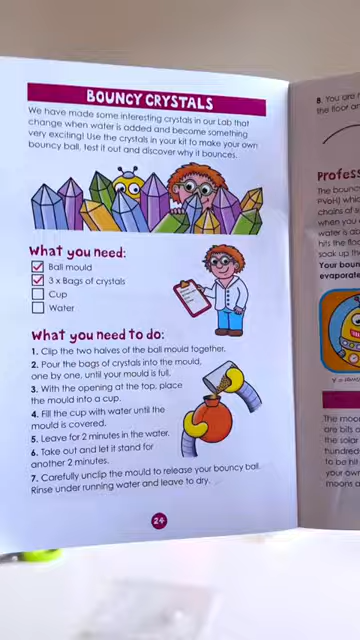 BOUNCY CRYSTALS
We have made some interesting crystals in our Lab that
change when water is added and become something
very exciting! Use the crystals in your kit to make your own
bouncy ball, test it out and discover why it bounces.
What you need:
Ball mould
3 x Bags of crystals
Cup
Water
What you need to do:
1. Clip the two halves of the ball mould together.
2. Pour the bags of crystals into the mould,
one by one, until your mould is full.
3. With the opening at the top, place
the mould into a cup.
4. Fill the cup with water until the
mould is covered.
5. Leave for 2 minutes in the water.
6. Take out and let it stand for
another 2 minutes.
7. Carefully unclip the mould to release your bouncy ball.
Rinse under running water and leave to dry.
24
8. You are
the floor
Profess
The
PVoH)
chains of
when you
water is
hits the
soak up
Your
evaporate
The
are bits
the solar
hundred
to be hit
your own
moons